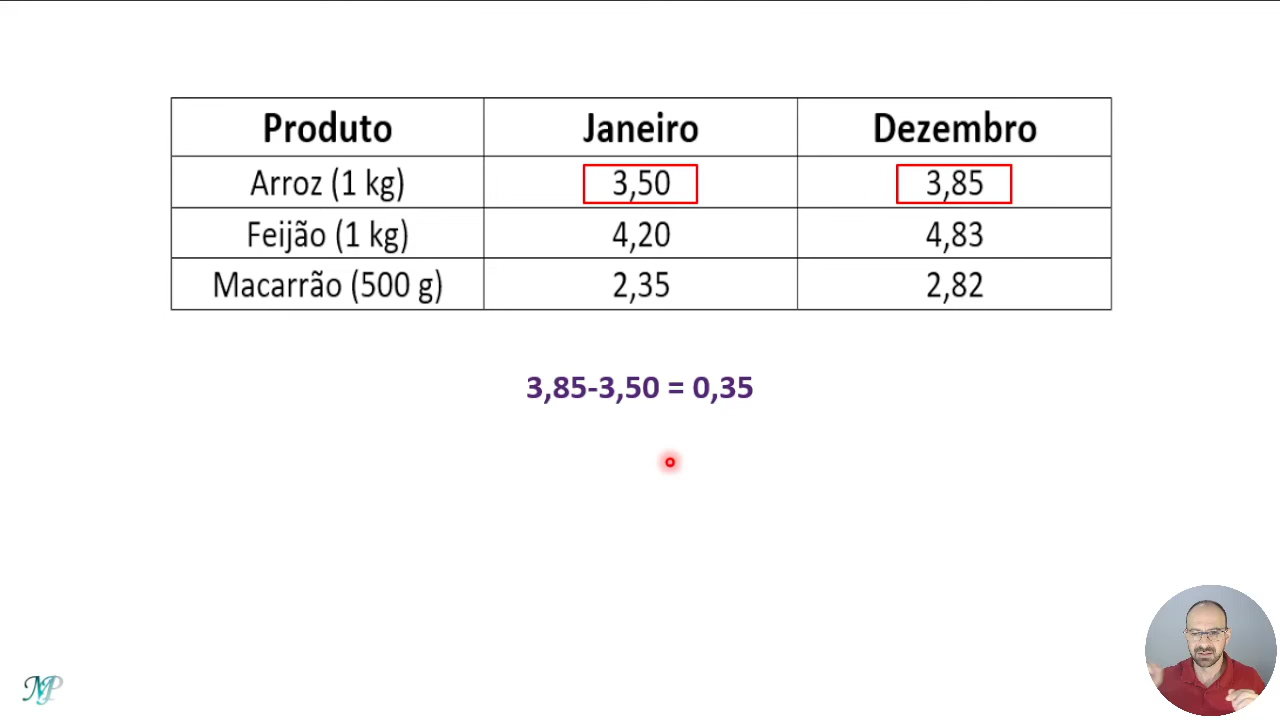 Produto Janeiro Dezembro
Arroz (1 kg) 3,50 3,85
Feijão (1 kg) 4,20 4,83
Macarrão (500 g) 2,35 2,82
3,85-3,50 = 0,35
MP